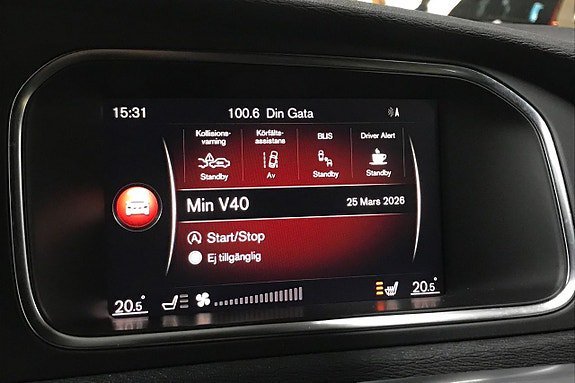 15:31 100.6 Din Gata A
Kollisions- Körfälts- BLIS Driver Alert
varning assistans
Standby Av Standby Standby
Min V40 25 Mars 2026
A Start/Stop
Ej tillgänglig
20.5° 20.5°